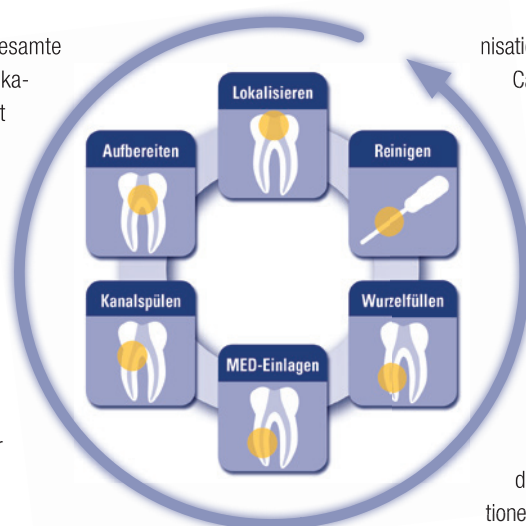 esamte
ka-
t
nisatio
Ca
Lokalisieren
Aufbereiten
Reinigen
Kanalspülen
Wurzelfüllen
MED-Einlagen
r
d
tione